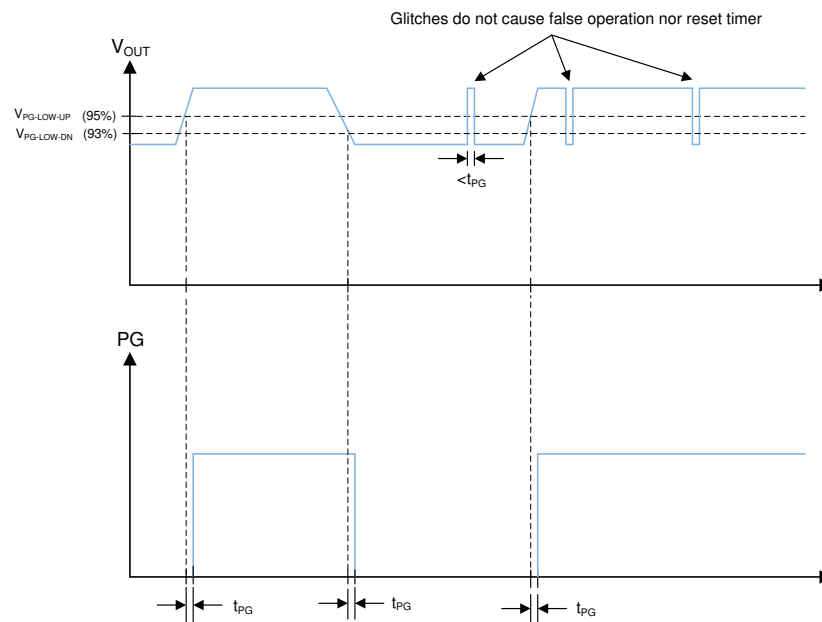 Glitches do not cause false operation nor reset timer
VOUT
VPG-LOW-UP (95%)
VPG-LOW-DN (93%)
<tPG
PG
tPG
tPG
tPG